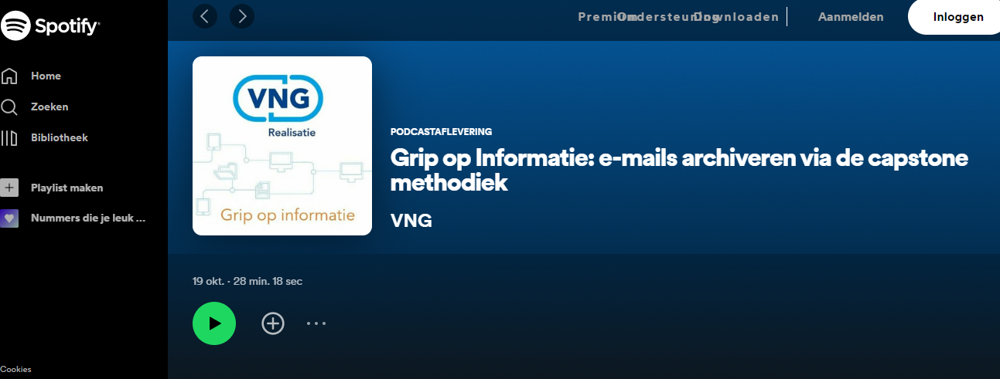 Spotify®
Home
Zoeken
Bibliotheek
Playlist maken
Nummers die je leuk ...
Cookies
Premium
Ondersteuning
Downloaden
Aanmelden
Inloggen
VNG
Realisatie
Grip op informatie
PODCASTAFLEVERING
Grip op Informatie: e-mails archiveren via de capstone
methodiek
VNG
19 okt. · 28 min. 18 sec